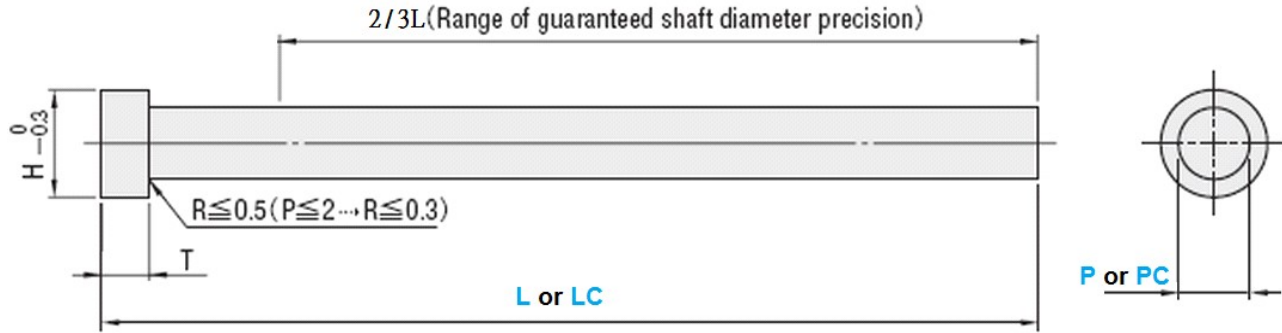 2/3L(Range of guaranteed shaft diameter precision)
H 0 -0.3
R≦0.5(P≦2···→R≦0.3)
T
L or LC
P or PC